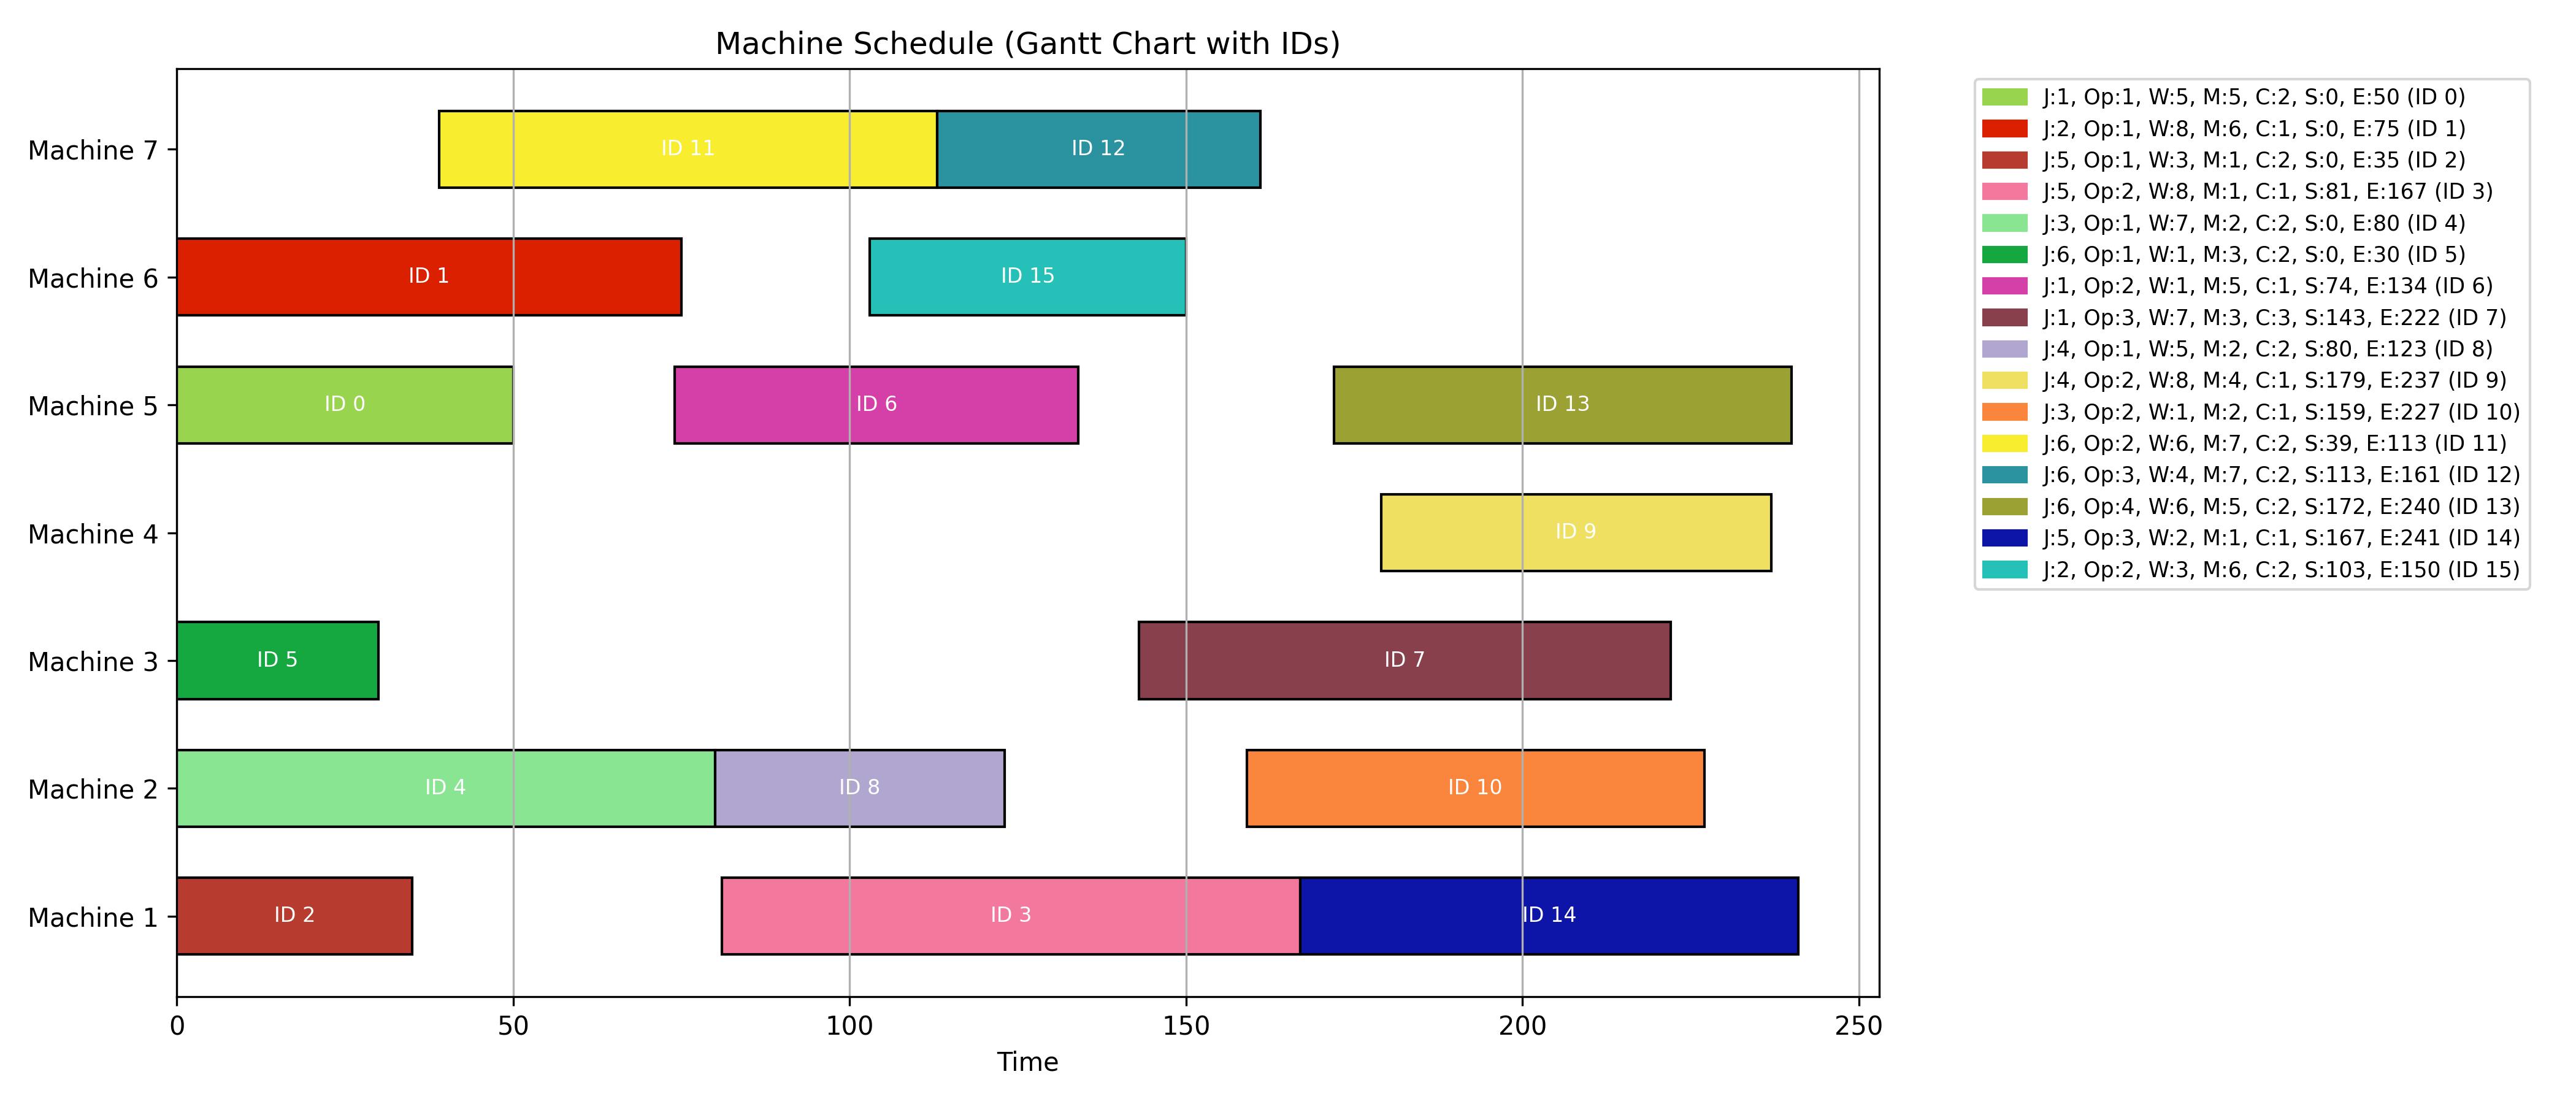 Machine Schedule (Gantt Chart with IDs)
Machine 7
ID 11
ID 12
Machine 6
ID 1
ID 15
Machine 5
ID 0
ID 6
ID 13
Machine 4
ID 9
Machine 3
ID 5
ID 7
Machine 2
ID 4
ID 8
ID 10
Machine 1
ID 2
ID 3
ID 14
0
50
100
150
200
250
Time
J:1, Op:1, W:5, M:5, C:2, S:0, E:50 (ID 0)
J:2, Op:1, W:8, M:6, C:1, S:0, E:75 (ID 1)
J:5, Op:1, W:3, M:1, C:2, S:0, E:35 (ID 2)
J:5, Op:2, W:8, M:1, C:1, S:81, E:167 (ID 3)
J:3, Op:1, W:7, M:2, C:2, S:0, E:80 (ID 4)
J:6, Op:1, W:1, M:3, C:2, S:0, E:30 (ID 5)
J:1, Op:2, W:1, M:5, C:1, S:74, E:134 (ID 6)
J:1, Op:3, W:7, M:3, C:3, S:143, E:222 (ID 7)
J:4, Op:1, W:5, M:2, C:2, S:80, E:123 (ID 8)
J:4, Op:2, W:8, M:4, C:1, S:179, E:237 (ID 9)
J:3, Op:2, W:1, M:2, C:1, S:159, E:227 (ID 10)
J:6, Op:2, W:6, M:7, C:2, S:39, E:113 (ID 11)
J:6, Op:3, W:4, M:7, C:2, S:113, E:161 (ID 12)
J:6, Op:4, W:6, M:5, C:2, S:172, E:240 (ID 13)
J:5, Op:3, W:2, M:1, C:1, S:167, E:241 (ID 14)
J:2, Op:2, W:3, M:6, C:2, S:103, E:150 (ID 15)